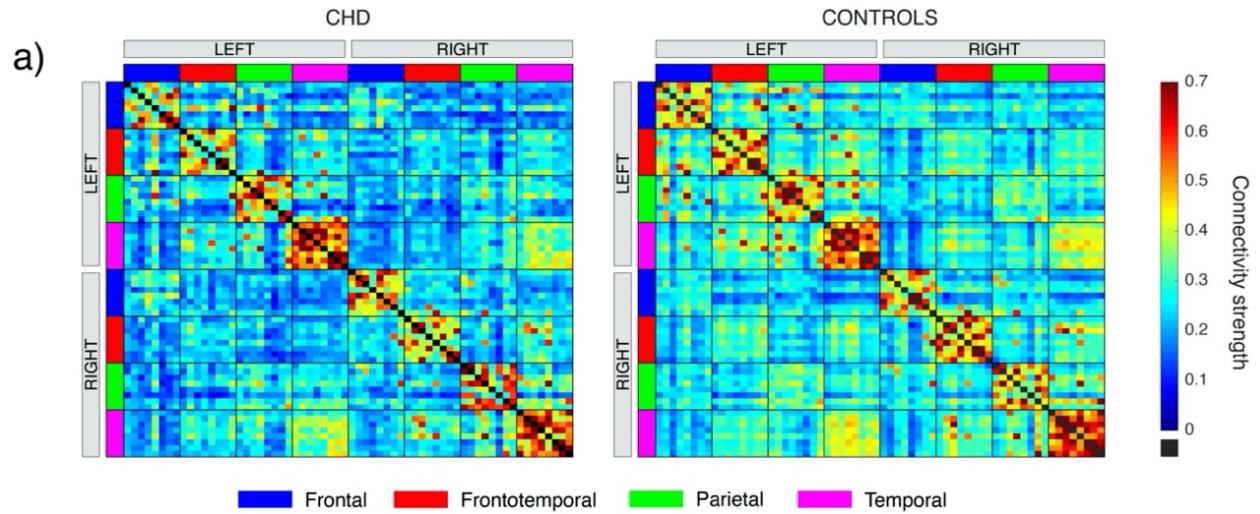 CHD CONTROLS
a)
LEFT RIGHT LEFT RIGHT
LEFT
RIGHT
LEFT
RIGHT
0.7
0.6
0.5
0.4
0.3
0.2
0.1
0
Connectivity strength
Frontal Frontotemporal Parietal Temporal